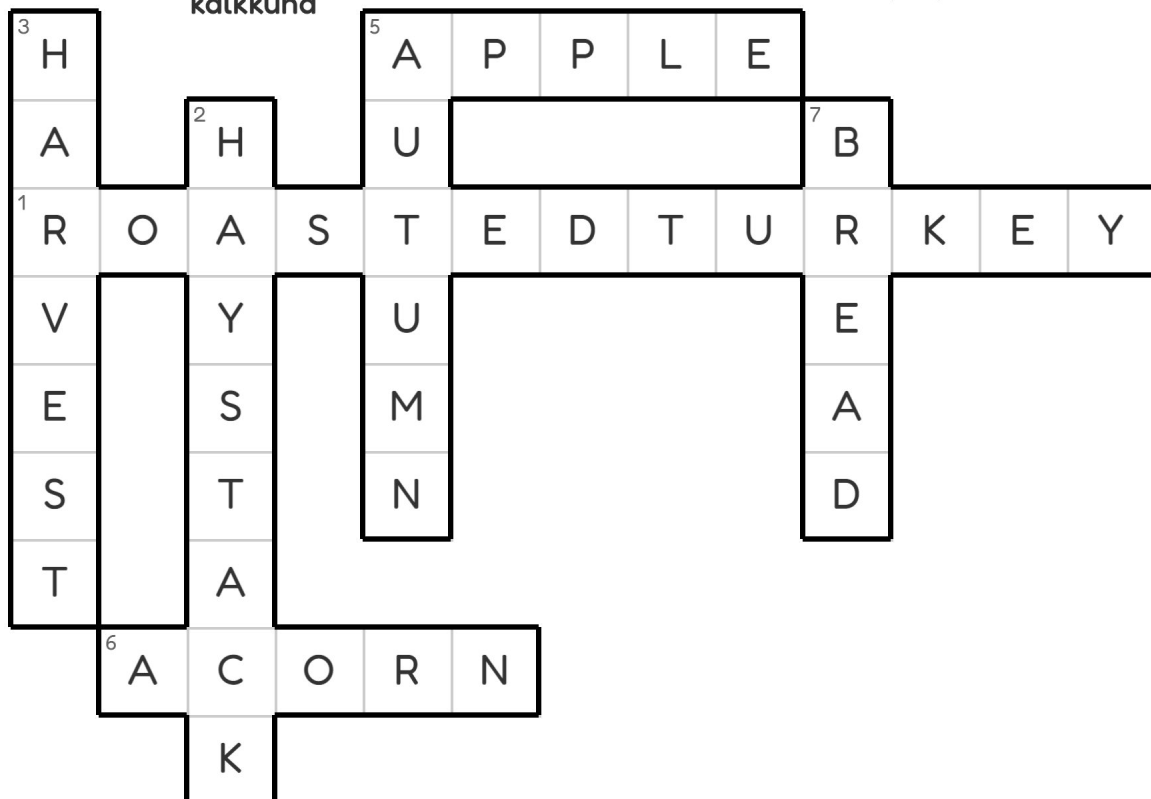 kalkkuna
3 H 5 A P P L E
A 2 H U 7 B
1 R O A S T E D T U R K E Y
V Y U E
E S M A
S T N D
T A
6 A C O R N
K